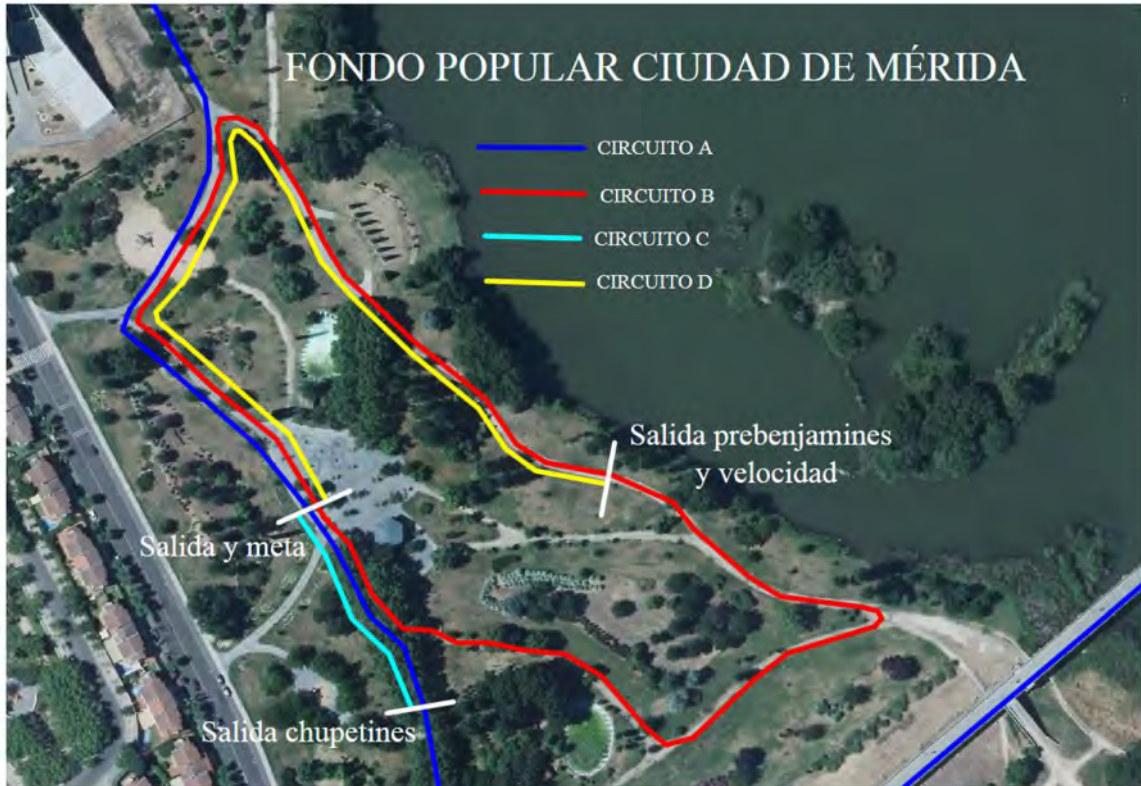 FONDO POPULAR CIUDAD DE MÉRIDA
CIRCUITO A
CIRCUITO B
CIRCUITO C
CIRCUITO D
Salida prebenjamines
y velocidad
Salida y meta
Salida chupetines